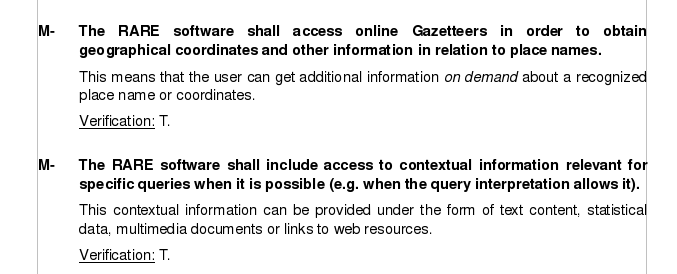 M- The RARE software shall access online Gazetteers in order to obtain
geographical coordinates and other information in relation to place names.
This means that the user can get additional information on demand about a recognized
place name or coordinates.
Verification: T.
M- The RARE software shall include access to contextual information relevant for
specific queries when it is possible (e.g. when the query interpretation allows it).
This contextual information can be provided under the form of text content, statistical
data, multimedia documents or links to web resources.
Verification: T.